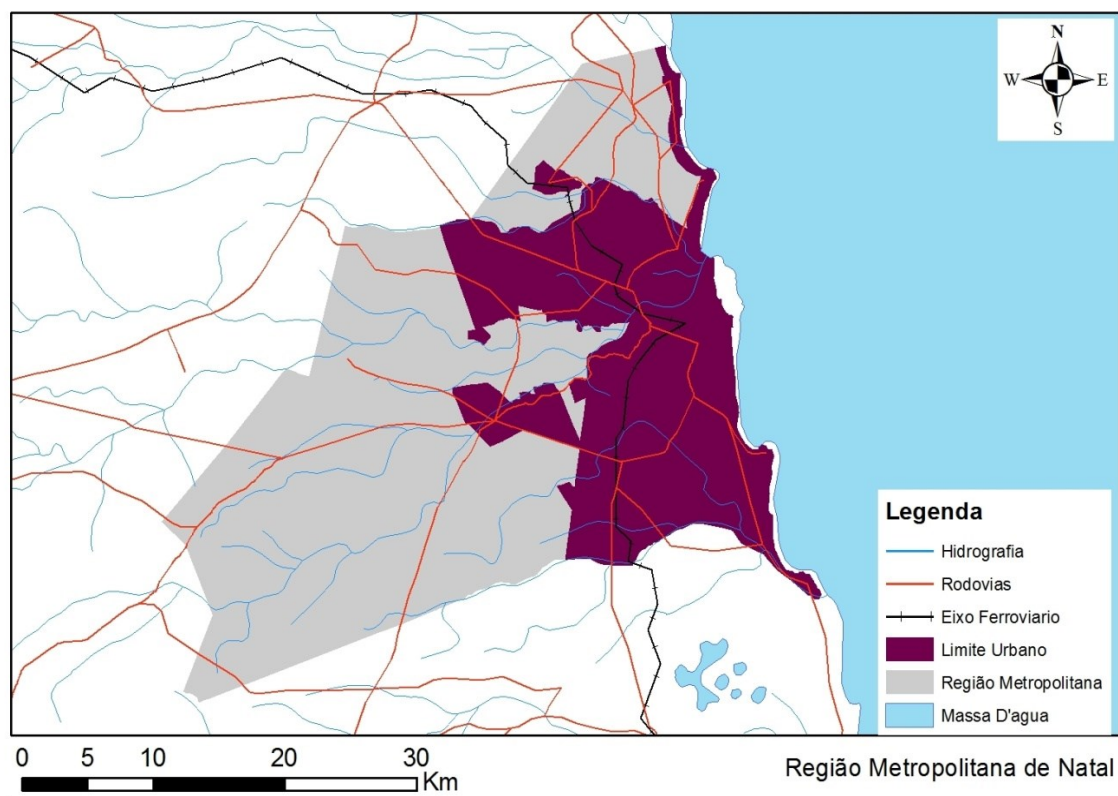 N
W E
S
Legenda
Hidrografia
Rodovias
Eixo Ferroviario
Limite Urbano
Região Metropolitana
Massa D'agua
0 5 10 20 30
Km
Região Metropolitana de Natal